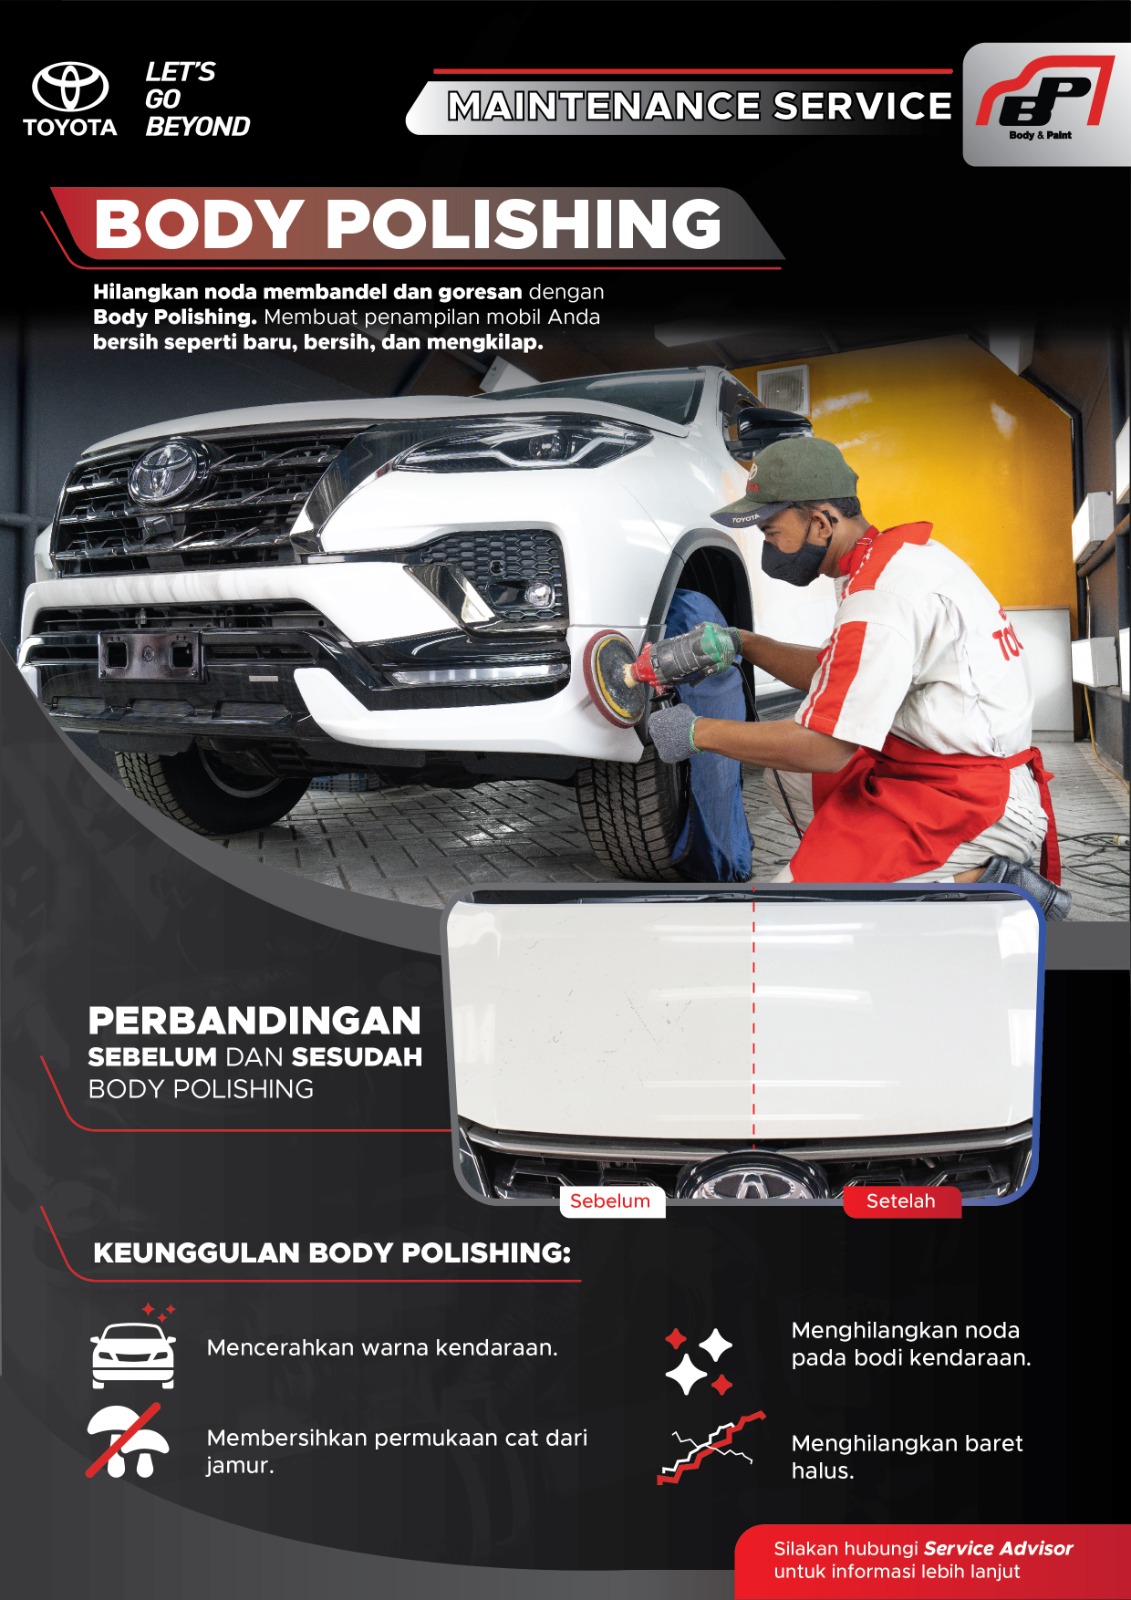 TOYOTA
LET'S
GO
BEYOND
MAINTENANCE SERVICE
BP
Body & Paint
BODY POLISHING
Hilangkan noda membandel dan goresan dengan
Body Polishing. Membuat penampilan mobil Anda
bersih seperti baru, bersih, dan mengkilap.
TOYOTA
PERBANDINGAN
SEBELUM DAN SESUDAH
BODY POLISHING
Sebelum
Setelah
KEUNGGULAN BODY POLISHING:
Mencerahkan warna kendaraan.
Menghilangkan noda
pada bodi kendaraan.
Membersihkan permukaan cat dari
jamur.
Menghilangkan baret
halus.
Silakan hubungi Service Advisor
untuk informasi lebih lanjut